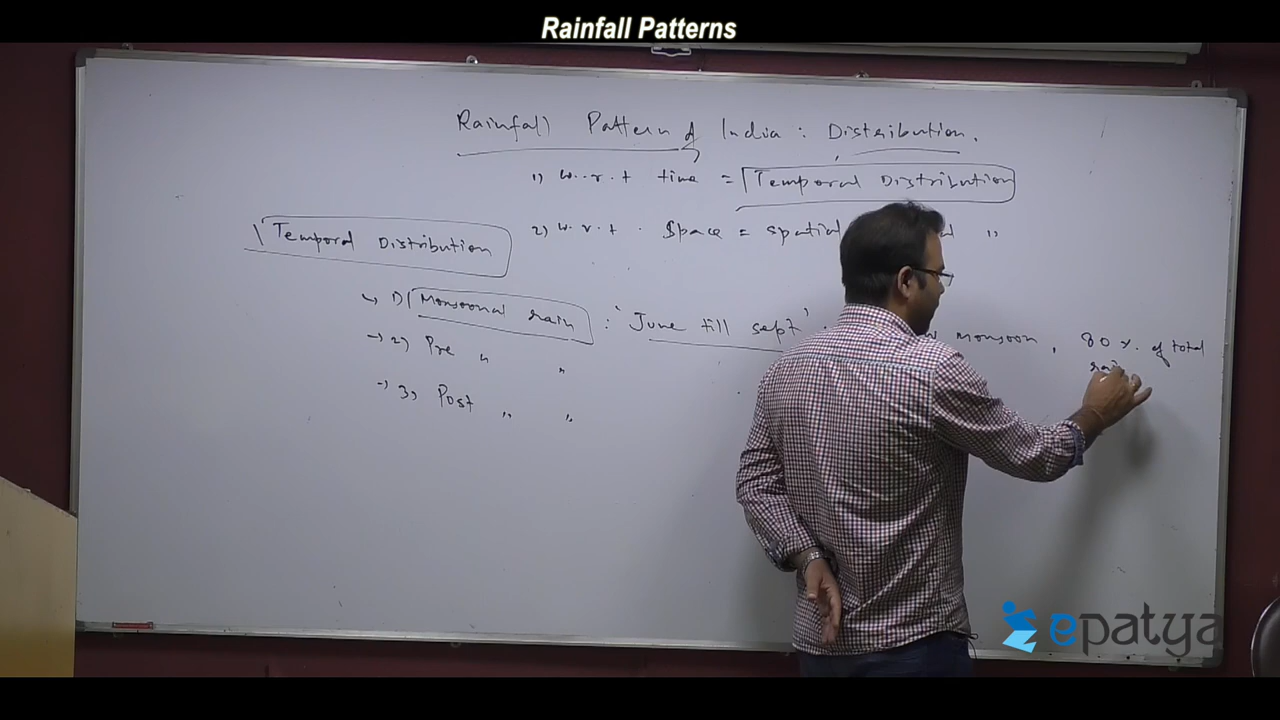 Rainfall Patterns
Rainfall Pattern of India : Distribution.
1) w.r.t time = Temporal Distribution
2) w.r.t. Space = spatial "
Temporal Distribution
→ 1) Monsoonal rain : 'June till sept' monsoon, 80 %. of total
rai
→ 2) Pre " "
→ 3) Post " "
epatya